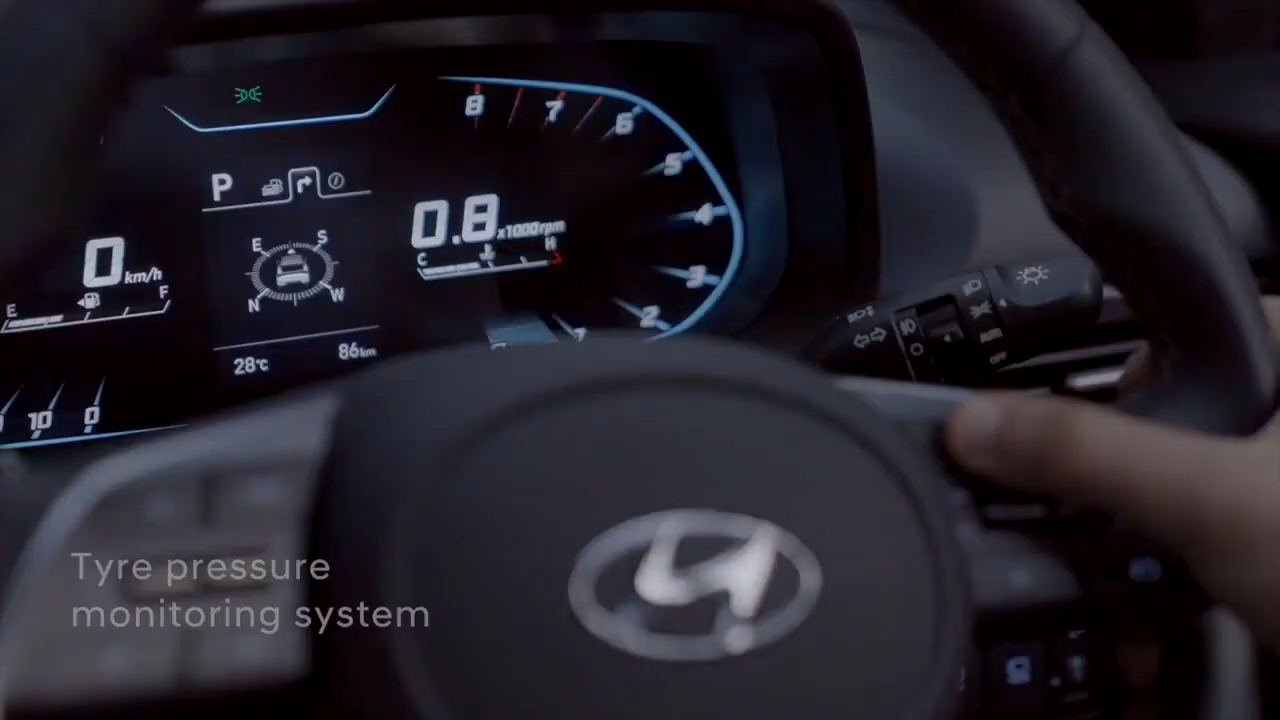 8
7
6
5
4
3
2
P
0.8 x1000rpm
C H
E S
N W
0 km/h
E F
28°C 86km
10 0
AUTO
OFF
Tyre pressure
monitoring system